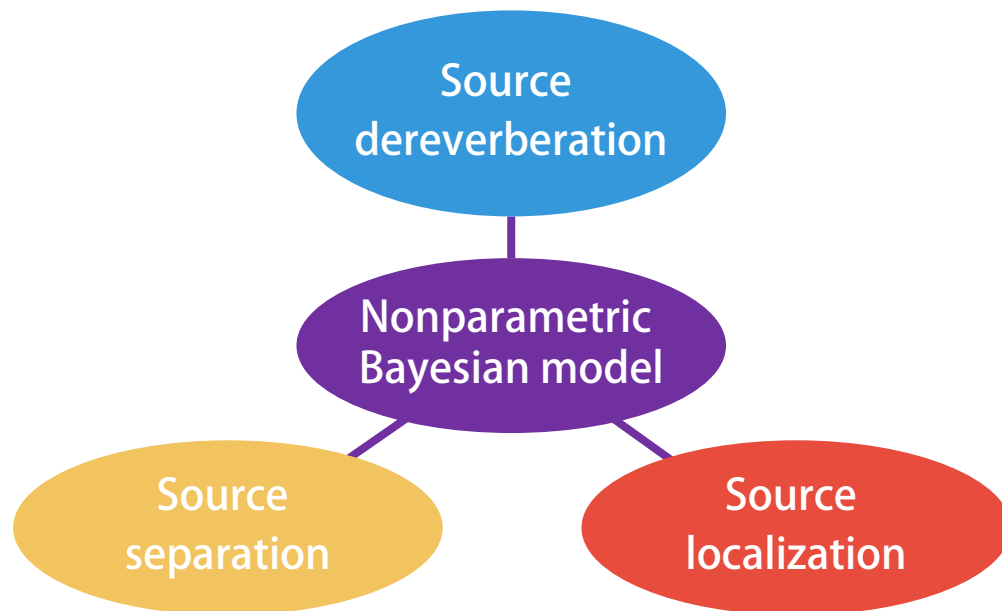 Source
dereverberation
Nonparametric
Bayesian model
Source
separation
Source
localization